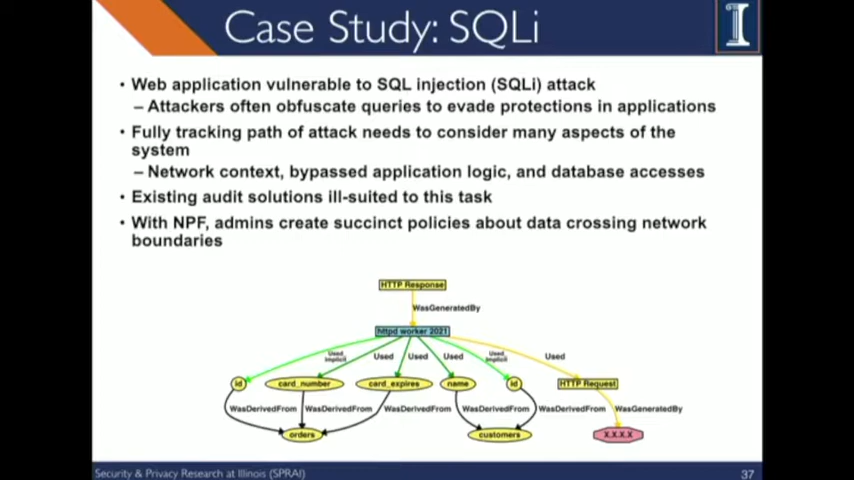 Case Study: SQLi
I
• Web application vulnerable to SQL injection (SQLi) attack
– Attackers often obfuscate queries to evade protections in applications
• Fully tracking path of attack needs to consider many aspects of the
system
– Network context, bypassed application logic, and database accesses
• Existing audit solutions ill-suited to this task
• With NPF, admins create succinct policies about data crossing network
boundaries
HTTP Response
WasGeneratedBy
httpd worker 2021
Used Implicit
Used
Used
Used
Used Implicit
Used
id
card_number
card_expires
name
id
HTTP Request
WasDerivedFrom
WasDerivedFrom
WasDerivedFrom
WasDerivedFrom
WasDerivedFrom
WasGeneratedBy
orders
customers
X.X.X.X
Security & Privacy Research at Illinois (SPRAI)
37